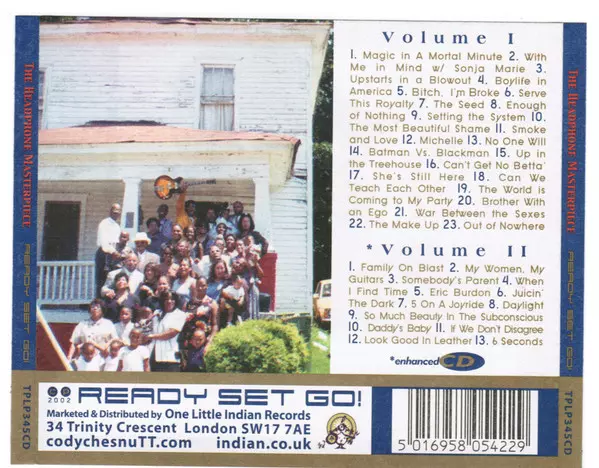 THE HEADPHONE MASTERPIECE / READY SET GO!
TPLP345CD
Volume I
1. Magic in A Mortal Minute 2. With
Me in Mind w/ Sonja Marie 3.
Upstarts in a Blowout 4. Boylife in
America 5. Bitch, I'm Broke 6. Serve
This Royalty 7. The Seed 8. Enough
of Nothing 9. Setting the System 10.
The Most Beautiful Shame 11. Smoke
and Love 12. Michelle 13. No One Will
14. Batman Vs. Blackman 15. Up in
the Treehouse 16. Can't Get No Betta'
17. She's Still Here 18. Can We
Teach Each Other 19. The World is
Coming to My Party 20. Brother With
an Ego 21. War Between the Sexes
22. The Make Up 23. Out of Nowhere
* Volume II
1. Family On Blast 2. My Women, My
Guitars 3. Somebody's Parent 4. When
I Find Time 5. Eric Burdon 6. Juicin'
The Dark 7. 5 On A Joyride 8. Daylight
9. So Much Beauty In The Subconscious
10. Daddy's Baby 11. If We Don't Disagree
12. Look Good In Leather 13. 6 Seconds
*enhancedCD
THE HEADPHONE MASTERPIECE / READY SET GO!
TPLP345CD
2002
READY SET GO!
Marketed & Distributed by One Little Indian Records
34 Trinity Crescent London SW17 7AE
codychesnuTT.com indian.co.uk
5 016958 054229